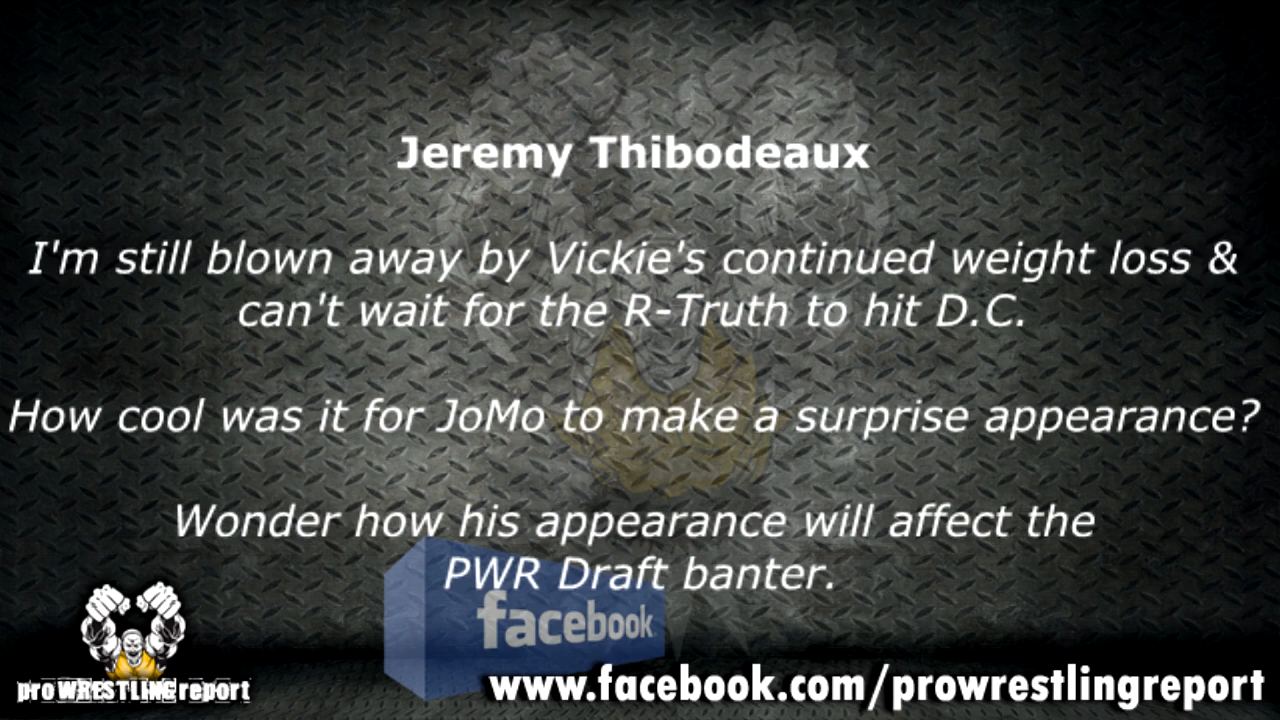 Jeremy Thibodeaux
I'm still blown away by Vickie's continued weight loss &
can't wait for the R-Truth to hit D.C.
How cool was it for JoMo to make a surprise appearance?
Wonder how his appearance will affect the
PWR Draft banter.
facebook
proWRESTLINGreport
www.facebook.com/prowrestlingreport